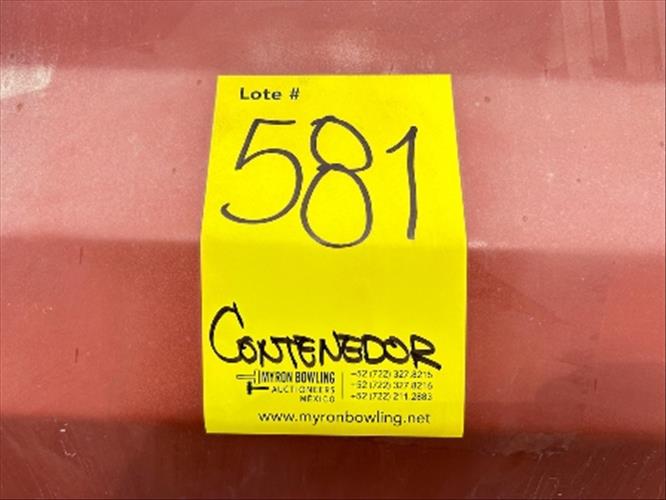 Lote #
581
CONTENEDOR
MYRON BOWLING
AUCTIONEERS
MÉXICO
+52 (722) 327.8215
+52 (722) 327.8216
+52 (722) 211.2883
www.myronbowling.net